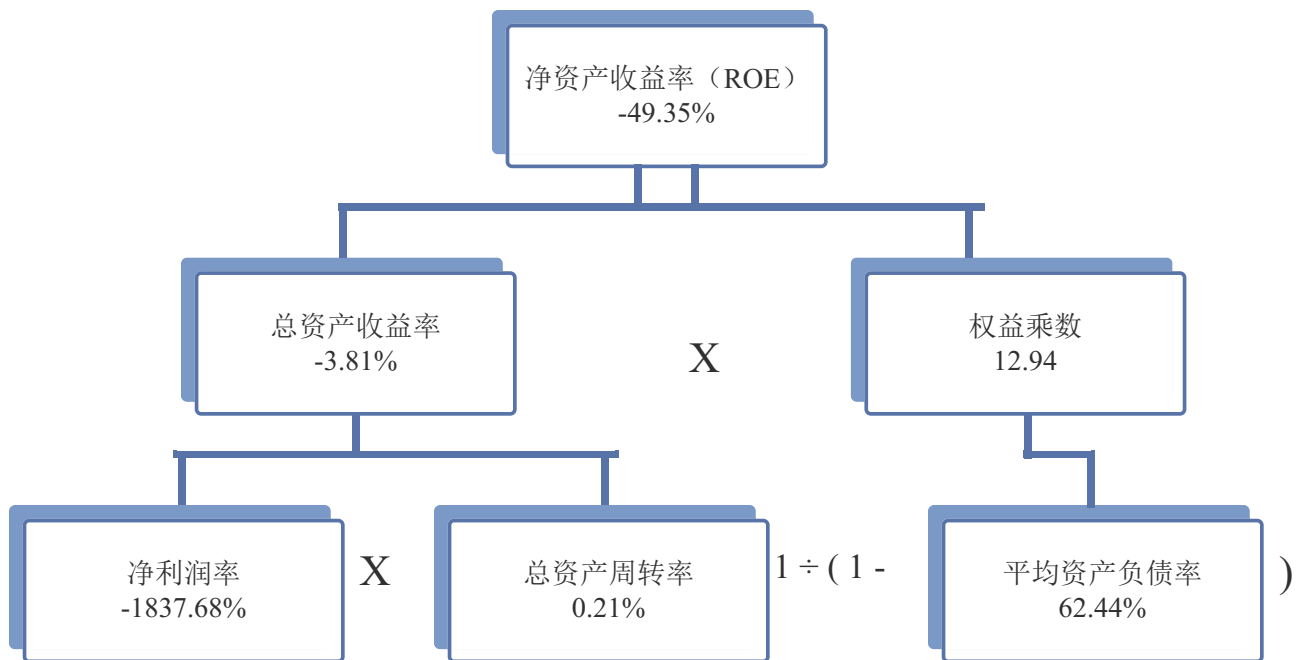 净资产收益率（ROE）
-49.35%
总资产收益率
-3.81%
X
权益乘数
12.94
净利润率
-1837.68%
X
总资产周转率
0.21%
1 ÷ ( 1 -
平均资产负债率
62.44%
)